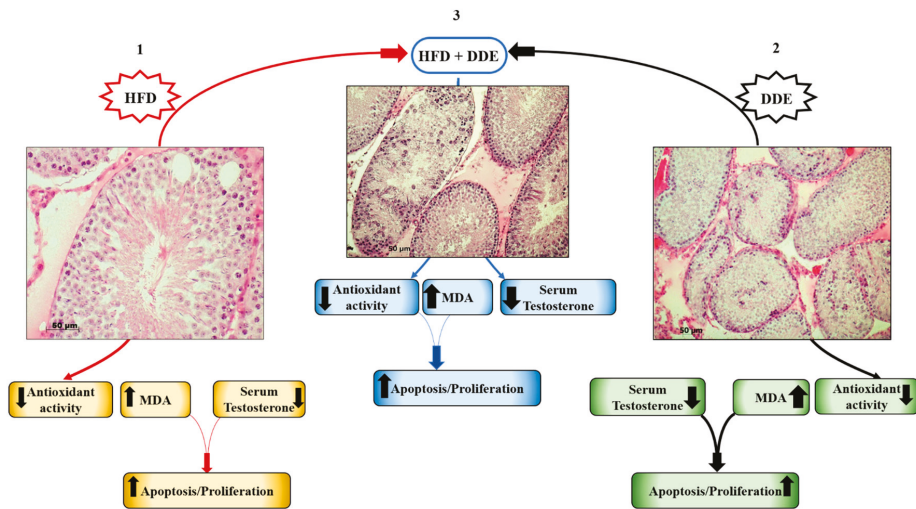 1
HFD
50 µm
Antioxidant
activity
MDA
Serum
Testosterone
Apoptosis/Proliferation
3
HFD + DDE
50 µm
Antioxidant
activity
MDA
Serum
Testosterone
Apoptosis/Proliferation
2
DDE
50 µm
Serum
Testosterone
MDA
Antioxidant
activity
Apoptosis/Proliferation